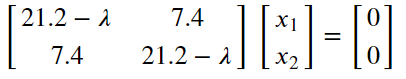 [21.2 − λ 7.4] [x₁] = [0]
[7.4 21.2 − λ] [x₂] [0]